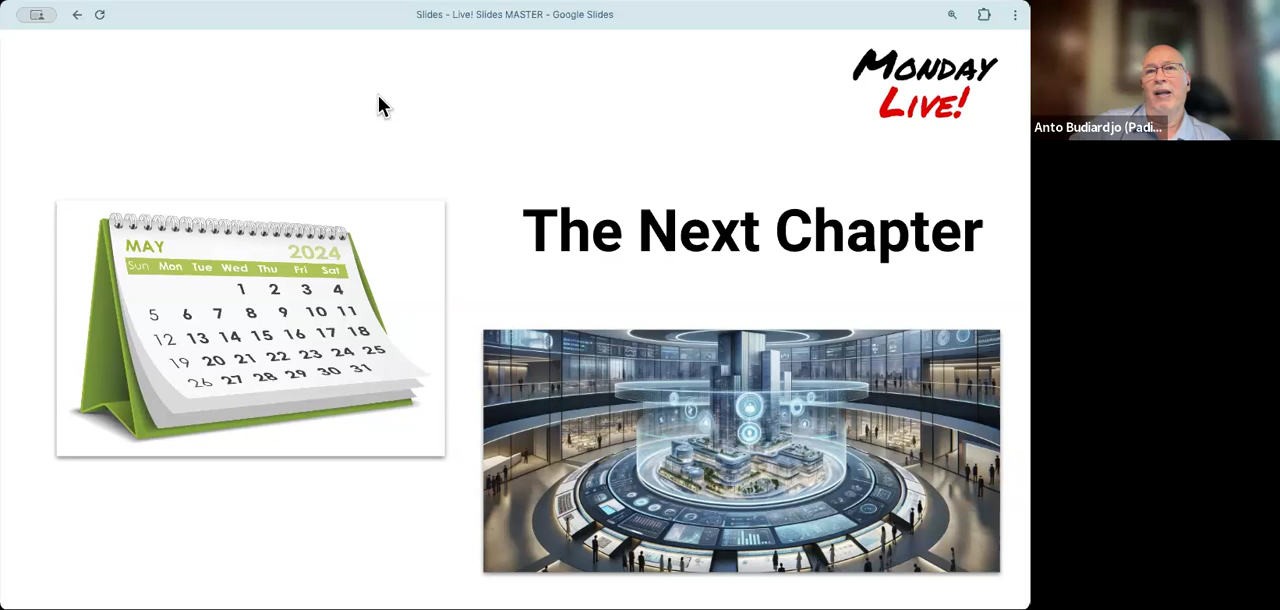 Slides - Live! Slides MASTER - Google Slides
MONDAY
LIVE!
Anto Budiardjo (Padi...
The Next Chapter
MAY 2024
Sun Mon Tue Wed Thu Fri Sat
1 2 3 4
5 6 7 8 9 10 11
12 13 14 15 16 17 18
19 20 21 22 23 24 25
26 27 28 29 30 31